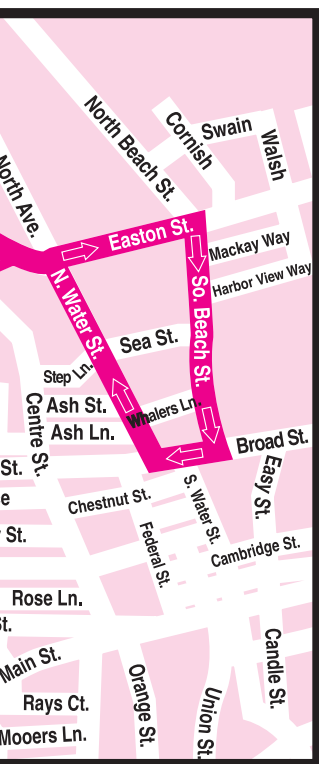 North Beach St.
Cornish
Swain
Walsh
North Ave.
Easton St.
Mackay Way
Harbor View Way
N. Water St.
So. Beach St.
Sea St.
Step Ln.
Ash St.
Whalers Ln.
Ash Ln.
Centre St.
Broad St.
St.
Easy St.
e
Chestnut St.
S. Water St.
St.
Federal St.
Cambridge St.
Rose Ln.
St.
Main St.
Candle St.
Orange St.
Union St.
Rays Ct.
Mooers Ln.